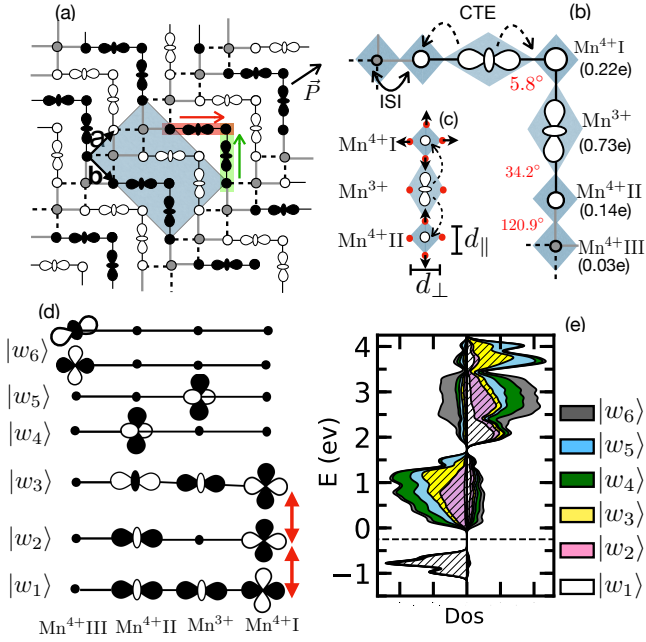 (a)
P⃗
a
b
CTE
(b)
ISI
5.8°
Mn⁴⁺I
(0.22e)
Mn³⁺
(0.73e)
34.2°
Mn⁴⁺II
(0.14e)
120.9°
Mn⁴⁺III
(0.03e)
(c)
Mn⁴⁺I
Mn³⁺
Mn⁴⁺II
d∥
d⊥
(d)
|w₆⟩
|w₅⟩
|w₄⟩
|w₃⟩
|w₂⟩
|w₁⟩
Mn⁴⁺III Mn⁴⁺II Mn³⁺ Mn⁴⁺I
(e)
E (ev)
4
3
2
1
0
−1
Dos
|w₆⟩
|w₅⟩
|w₄⟩
|w₃⟩
|w₂⟩
|w₁⟩